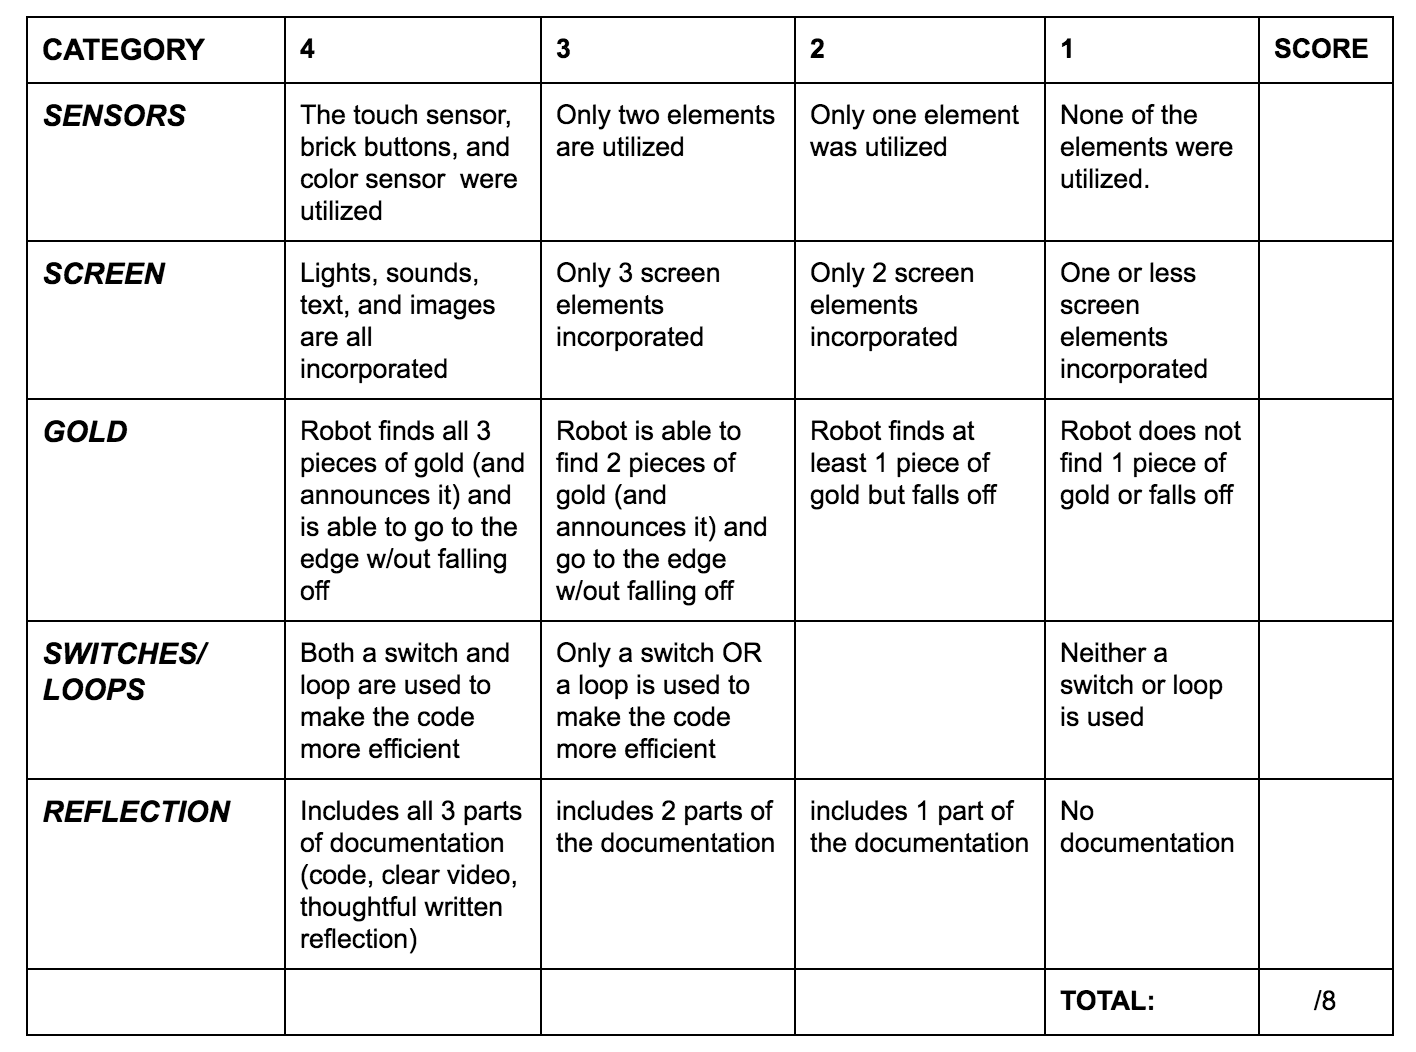 CATEGORY 4 3 2 1 SCORE
SENSORS
The touch sensor,
brick buttons, and
color sensor were
utilized
Only two elements
are utilized
Only one element
was utilized
None of the
elements were
utilized.
SCREEN
Lights, sounds,
text, and images
are all
incorporated
Only 3 screen
elements
incorporated
Only 2 screen
elements
incorporated
One or less
screen
elements
incorporated
GOLD
Robot finds all 3
pieces of gold (and
announces it) and
is able to go to the
edge w/out falling
off
Robot is able to
find 2 pieces of
gold (and
announces it) and
go to the edge
w/out falling off
Robot finds at
least 1 piece of
gold but falls off
Robot does not
find 1 piece of
gold or falls off
SWITCHES/
LOOPS
Both a switch and
loop are used to
make the code
more efficient
Only a switch OR
a loop is used to
make the code
more efficient
Neither a
switch or loop
is used
REFLECTION
Includes all 3 parts
of documentation
(code, clear video,
thoughtful written
reflection)
includes 2 parts of
the documentation
includes 1 part of
the documentation
No
documentation
TOTAL: /8